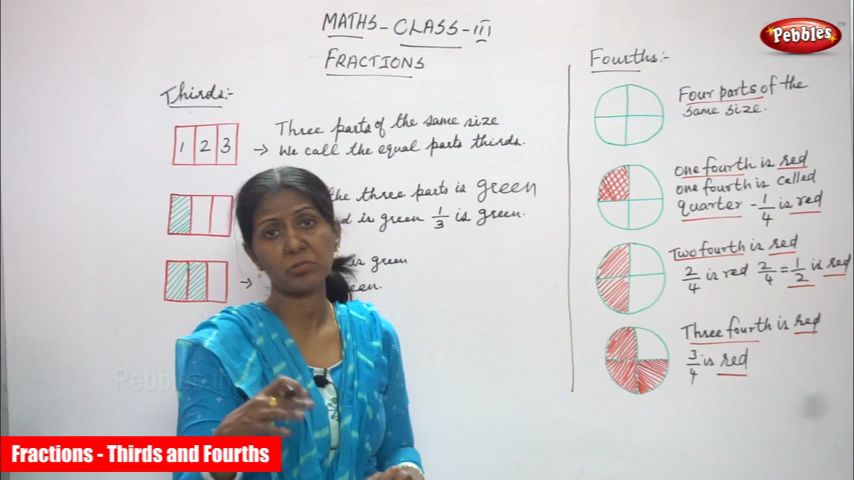 MATHS - CLASS - III
FRACTIONS
Pebbles
Thirds:-
1 2 3
Three parts of the same size
We call the equal parts thirds.
the three parts is green
is green 1/3 is green.
is green
een.
Fourths:-
Four parts of the
same size.
one fourth is red
one fourth is called
quarter - 1/4 is red
Two fourth is red
2/4 is red 2/4 = 1/2 is red
Three fourth is red
3/4 is red
Pebbles
Fractions - Thirds and Fourths